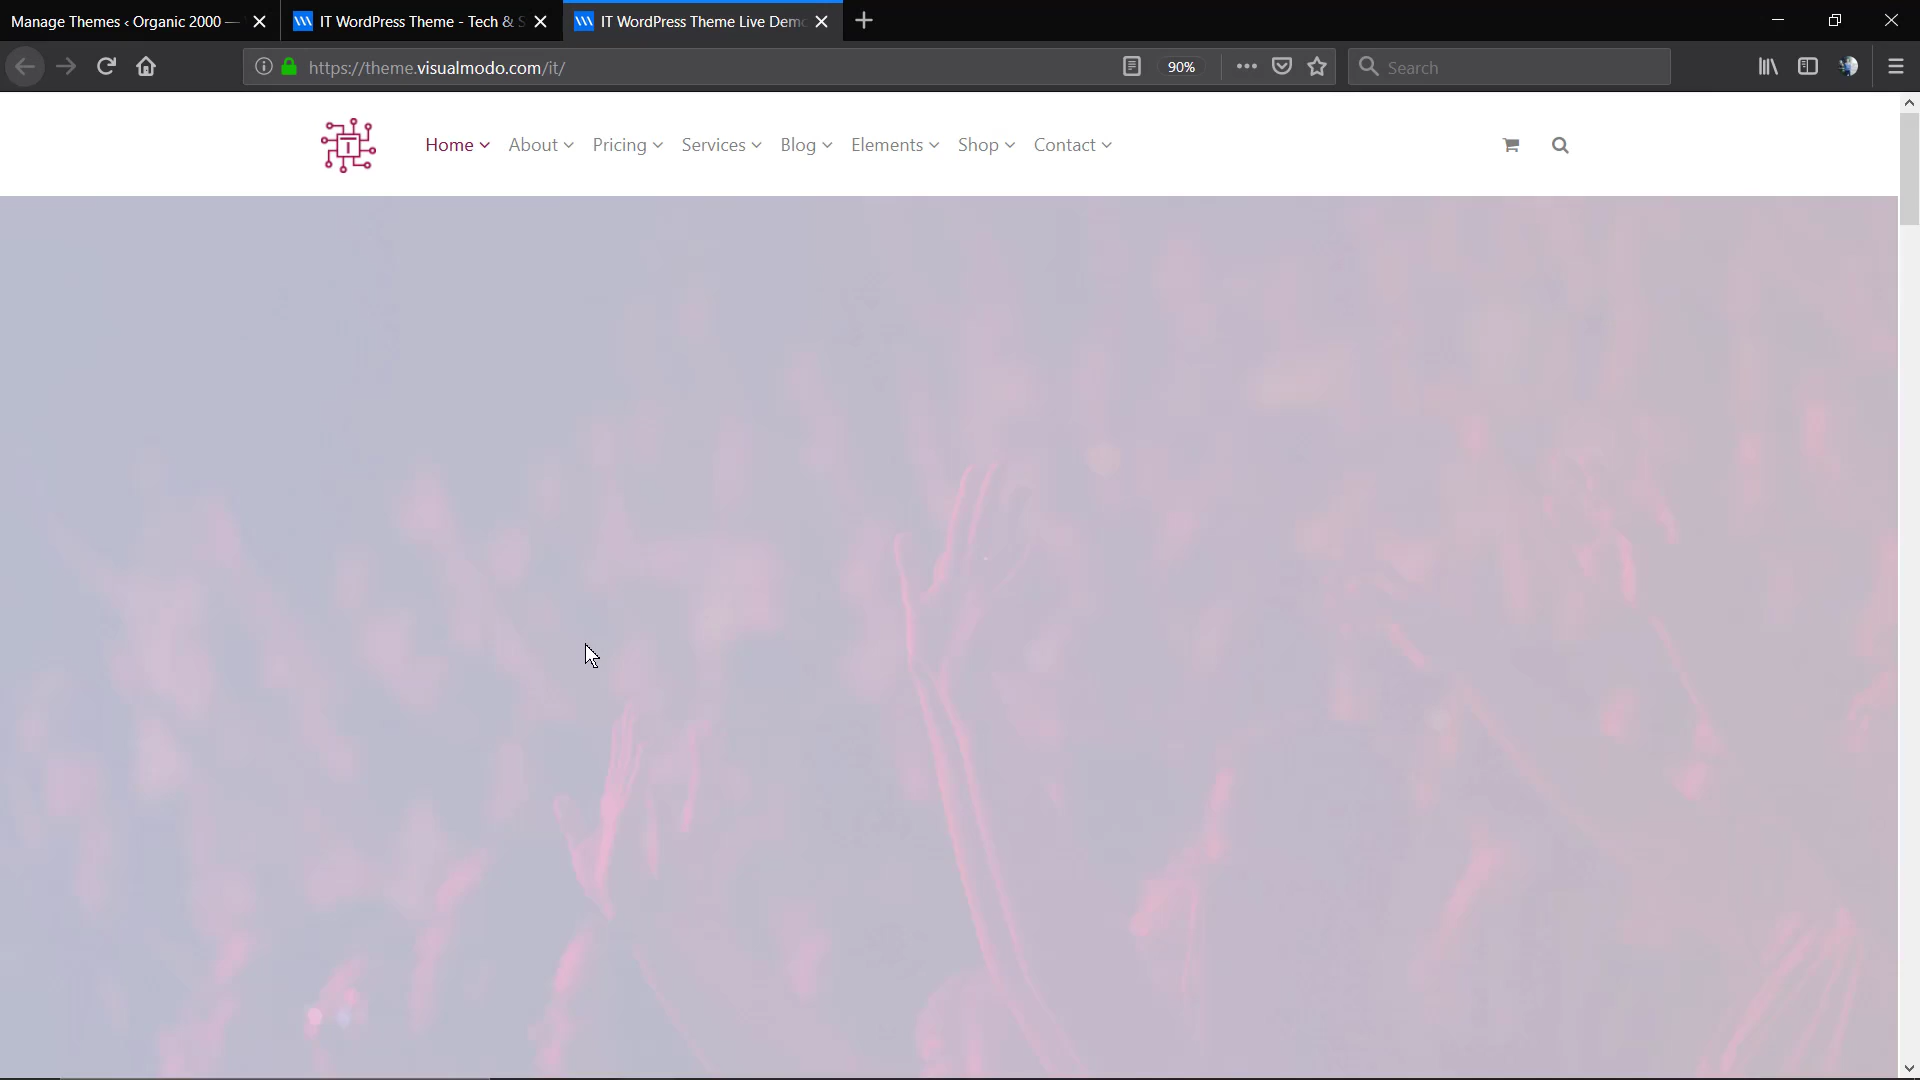 Manage Themes ‹ Organic 2000 —
IT WordPress Theme - Tech & S
IT WordPress Theme Live Demo
https://theme.visualmodo.com/it/
90%
Search
Home
About
Pricing
Services
Blog
Elements
Shop
Contact